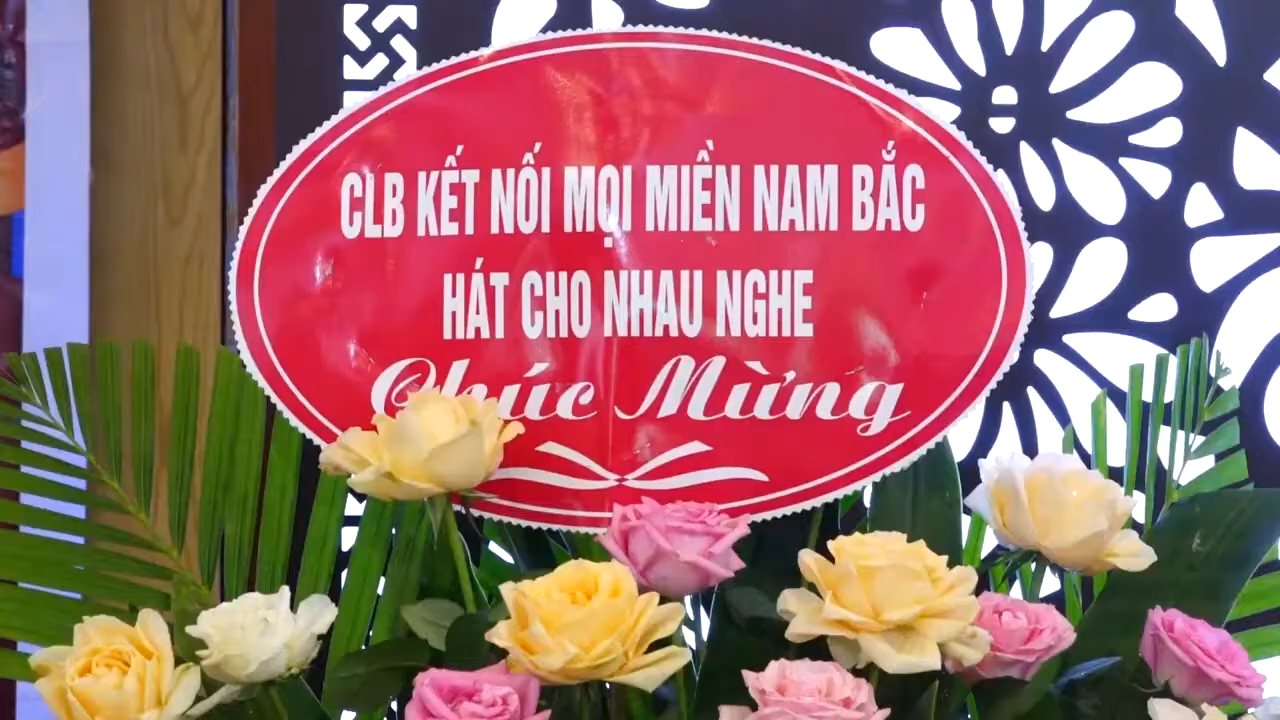 CLB KẾT NỐI MỌI MIỀN NAM BẮC
HÁT CHO NHAU NGHE
Chúc Mừng